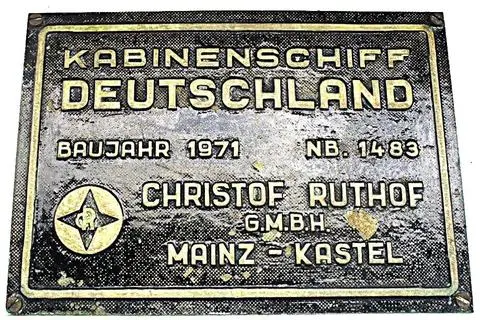 KABINENSCHIFF
DEUTSCHLAND
BAUJAHR 1971 NB. 1483
CHRISTOF RUTHOF
G.M.B.H.
MAINZ - KASTEL